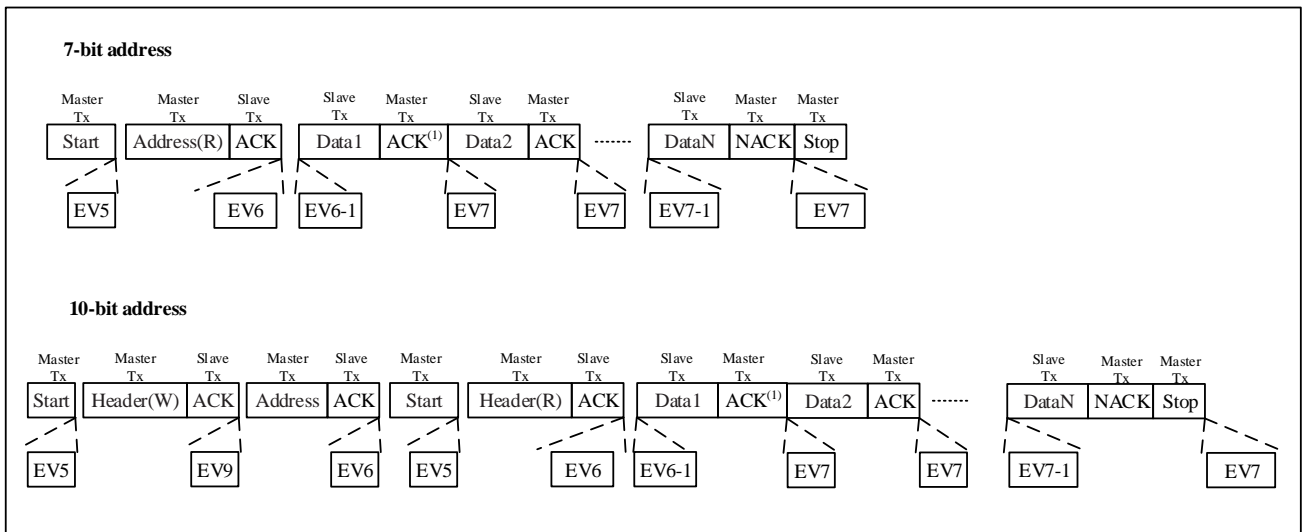 7-bit address
Master Tx Master Tx Slave Tx Slave Tx Master Tx Slave Tx Master Tx Slave Tx Master Tx Master Tx
Start Address(R) ACK Data1 ACK(1) Data2 ACK ........ DataN NACK Stop
EV5 EV6 EV6-1 EV7 EV7 EV7-1 EV7
10-bit address
Master Tx Master Tx Slave Tx Master Tx Slave Tx Master Tx Master Tx Slave Tx Slave Tx Master Tx Slave Tx Master Tx Slave Tx Master Tx Master Tx
Start Header(W) ACK Address ACK Start Header(R) ACK Data1 ACK(1) Data2 ACK ........ DataN NACK Stop
EV5 EV9 EV6 EV5 EV6 EV6-1 EV7 EV7 EV7-1 EV7